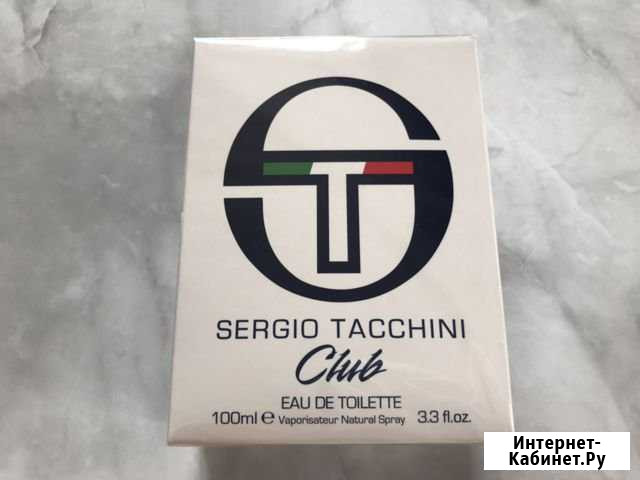 SERGIO TACCHINI
Club
EAU DE TOILETTE
100ml e Vaporisateur Natural Spray 3.3 fl.oz.
Интернет-
Кабинет.Ру